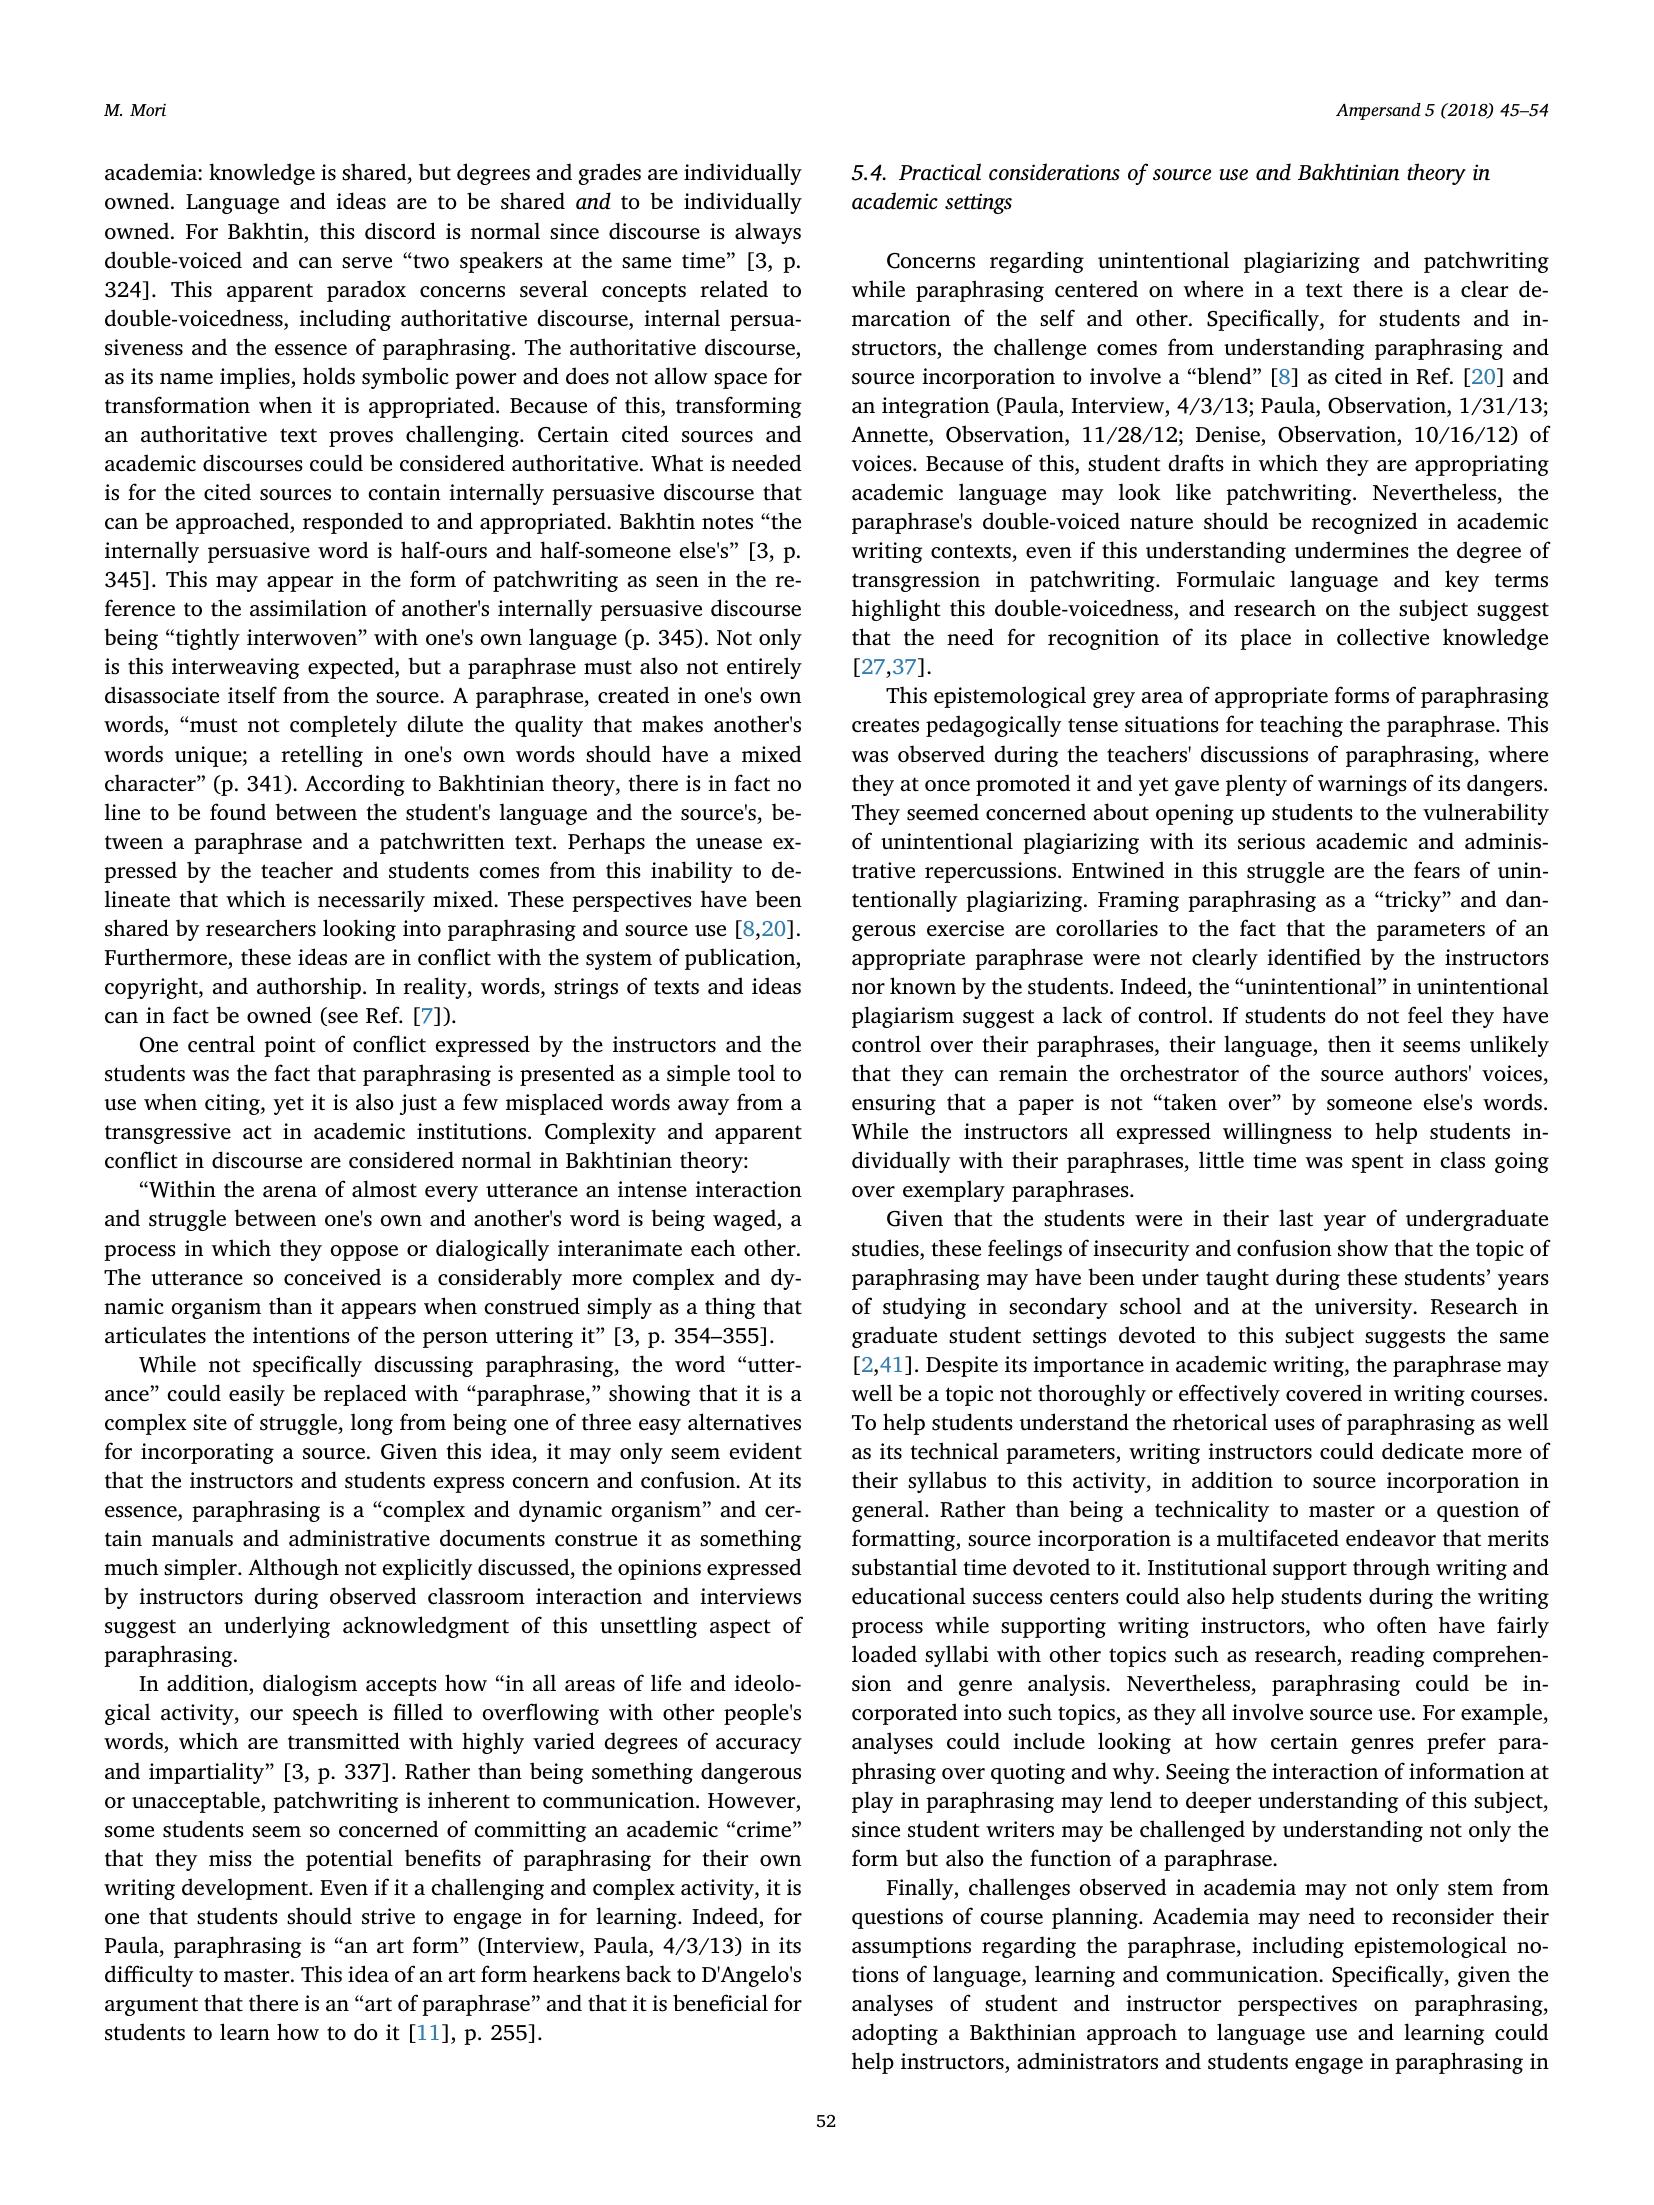 M. Mori
Ampersand 5 (2018) 45–54
academia: knowledge is shared, but degrees and grades are individually
owned. Language and ideas are to be shared and to be individually
owned. For Bakhtin, this discord is normal since discourse is always
double-voiced and can serve “two speakers at the same time” [3, p.
324]. This apparent paradox concerns several concepts related to
double-voicedness, including authoritative discourse, internal persua-
siveness and the essence of paraphrasing. The authoritative discourse,
as its name implies, holds symbolic power and does not allow space for
transformation when it is appropriated. Because of this, transforming
an authoritative text proves challenging. Certain cited sources and
academic discourses could be considered authoritative. What is needed
is for the cited sources to contain internally persuasive discourse that
can be approached, responded to and appropriated. Bakhtin notes “the
internally persuasive word is half-ours and half-someone else's” [3, p.
345]. This may appear in the form of patchwriting as seen in the re-
ference to the assimilation of another's internally persuasive discourse
being “tightly interwoven” with one's own language (p. 345). Not only
is this interweaving expected, but a paraphrase must also not entirely
disassociate itself from the source. A paraphrase, created in one's own
words, “must not completely dilute the quality that makes another's
words unique; a retelling in one's own words should have a mixed
character” (p. 341). According to Bakhtinian theory, there is in fact no
line to be found between the student's language and the source's, be-
tween a paraphrase and a patchwritten text. Perhaps the unease ex-
pressed by the teacher and students comes from this inability to de-
lineate that which is necessarily mixed. These perspectives have been
shared by researchers looking into paraphrasing and source use [8,20].
Furthermore, these ideas are in conflict with the system of publication,
copyright, and authorship. In reality, words, strings of texts and ideas
can in fact be owned (see Ref. [7]).
One central point of conflict expressed by the instructors and the
students was the fact that paraphrasing is presented as a simple tool to
use when citing, yet it is also just a few misplaced words away from a
transgressive act in academic institutions. Complexity and apparent
conflict in discourse are considered normal in Bakhtinian theory:
“Within the arena of almost every utterance an intense interaction
and struggle between one's own and another's word is being waged, a
process in which they oppose or dialogically interanimate each other.
The utterance so conceived is a considerably more complex and dy-
namic organism than it appears when construed simply as a thing that
articulates the intentions of the person uttering it” [3, p. 354–355].
While not specifically discussing paraphrasing, the word “utter-
ance” could easily be replaced with “paraphrase,” showing that it is a
complex site of struggle, long from being one of three easy alternatives
for incorporating a source. Given this idea, it may only seem evident
that the instructors and students express concern and confusion. At its
essence, paraphrasing is a “complex and dynamic organism” and cer-
tain manuals and administrative documents construe it as something
much simpler. Although not explicitly discussed, the opinions expressed
by instructors during observed classroom interaction and interviews
suggest an underlying acknowledgment of this unsettling aspect of
paraphrasing.
In addition, dialogism accepts how “in all areas of life and ideolo-
gical activity, our speech is filled to overflowing with other people's
words, which are transmitted with highly varied degrees of accuracy
and impartiality” [3, p. 337]. Rather than being something dangerous
or unacceptable, patchwriting is inherent to communication. However,
some students seem so concerned of committing an academic “crime”
that they miss the potential benefits of paraphrasing for their own
writing development. Even if it a challenging and complex activity, it is
one that students should strive to engage in for learning. Indeed, for
Paula, paraphrasing is “an art form” (Interview, Paula, 4/3/13) in its
difficulty to master. This idea of an art form hearkens back to D'Angelo's
argument that there is an “art of paraphrase” and that it is beneficial for
students to learn how to do it [11], p. 255].
5.4. Practical considerations of source use and Bakhtinian theory in
academic settings
Concerns regarding unintentional plagiarizing and patchwriting
while paraphrasing centered on where in a text there is a clear de-
marcation of the self and other. Specifically, for students and in-
structors, the challenge comes from understanding paraphrasing and
source incorporation to involve a “blend” [8] as cited in Ref. [20] and
an integration (Paula, Interview, 4/3/13; Paula, Observation, 1/31/13;
Annette, Observation, 11/28/12; Denise, Observation, 10/16/12) of
voices. Because of this, student drafts in which they are appropriating
academic language may look like patchwriting. Nevertheless, the
paraphrase's double-voiced nature should be recognized in academic
writing contexts, even if this understanding undermines the degree of
transgression in patchwriting. Formulaic language and key terms
highlight this double-voicedness, and research on the subject suggest
that the need for recognition of its place in collective knowledge
[27,37].
This epistemological grey area of appropriate forms of paraphrasing
creates pedagogically tense situations for teaching the paraphrase. This
was observed during the teachers' discussions of paraphrasing, where
they at once promoted it and yet gave plenty of warnings of its dangers.
They seemed concerned about opening up students to the vulnerability
of unintentional plagiarizing with its serious academic and adminis-
trative repercussions. Entwined in this struggle are the fears of unin-
tentionally plagiarizing. Framing paraphrasing as a “tricky” and dan-
gerous exercise are corollaries to the fact that the parameters of an
appropriate paraphrase were not clearly identified by the instructors
nor known by the students. Indeed, the “unintentional” in unintentional
plagiarism suggest a lack of control. If students do not feel they have
control over their paraphrases, their language, then it seems unlikely
that they can remain the orchestrator of the source authors' voices,
ensuring that a paper is not “taken over” by someone else's words.
While the instructors all expressed willingness to help students in-
dividually with their paraphrases, little time was spent in class going
over exemplary paraphrases.
Given that the students were in their last year of undergraduate
studies, these feelings of insecurity and confusion show that the topic of
paraphrasing may have been under taught during these students’ years
of studying in secondary school and at the university. Research in
graduate student settings devoted to this subject suggests the same
[2,41]. Despite its importance in academic writing, the paraphrase may
well be a topic not thoroughly or effectively covered in writing courses.
To help students understand the rhetorical uses of paraphrasing as well
as its technical parameters, writing instructors could dedicate more of
their syllabus to this activity, in addition to source incorporation in
general. Rather than being a technicality to master or a question of
formatting, source incorporation is a multifaceted endeavor that merits
substantial time devoted to it. Institutional support through writing and
educational success centers could also help students during the writing
process while supporting writing instructors, who often have fairly
loaded syllabi with other topics such as research, reading comprehen-
sion and genre analysis. Nevertheless, paraphrasing could be in-
corporated into such topics, as they all involve source use. For example,
analyses could include looking at how certain genres prefer para-
phrasing over quoting and why. Seeing the interaction of information at
play in paraphrasing may lend to deeper understanding of this subject,
since student writers may be challenged by understanding not only the
form but also the function of a paraphrase.
Finally, challenges observed in academia may not only stem from
questions of course planning. Academia may need to reconsider their
assumptions regarding the paraphrase, including epistemological no-
tions of language, learning and communication. Specifically, given the
analyses of student and instructor perspectives on paraphrasing,
adopting a Bakthinian approach to language use and learning could
help instructors, administrators and students engage in paraphrasing in
52